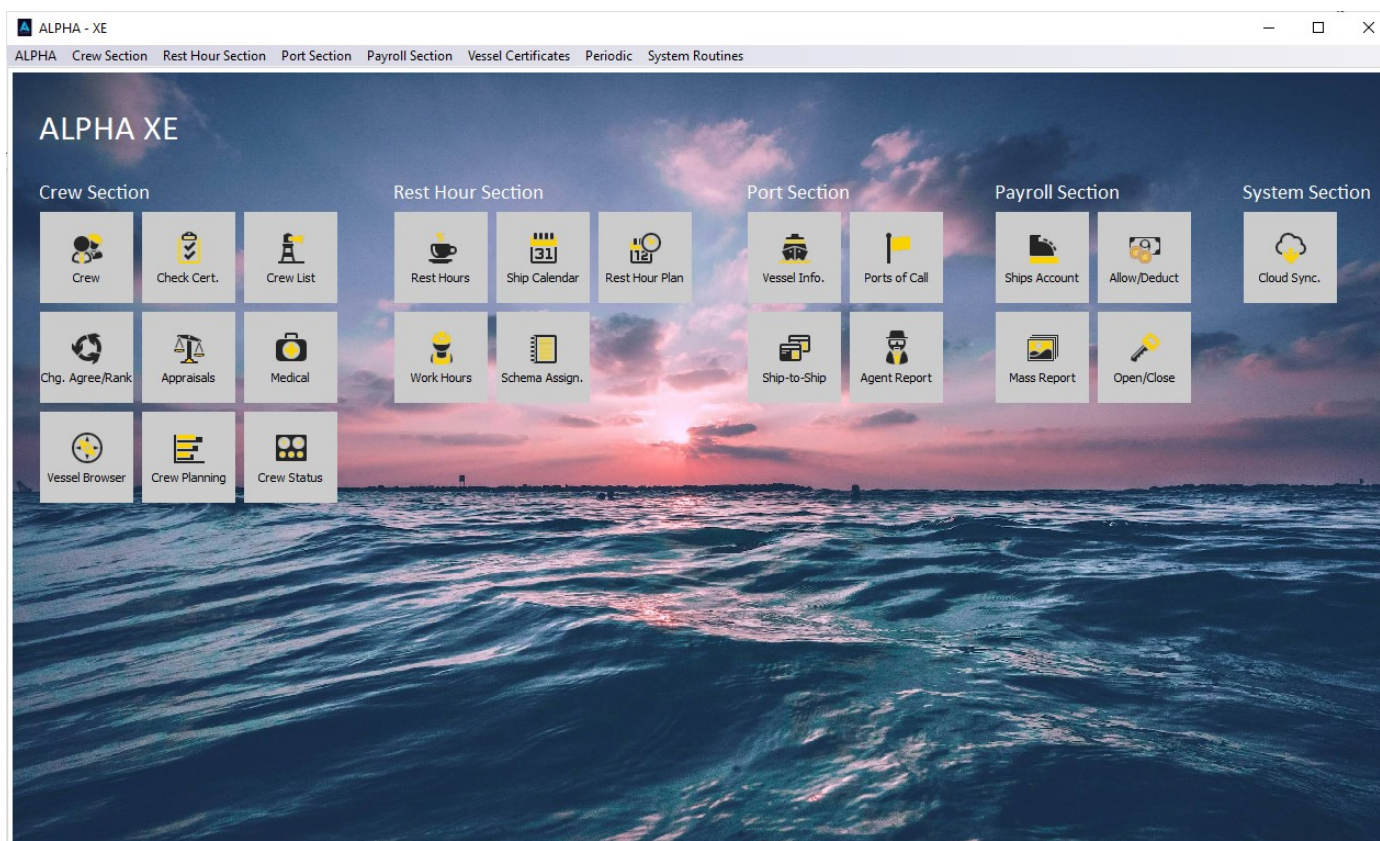 ALPHA - XE
ALPHA Crew Section Rest Hour Section Port Section Payroll Section Vessel Certificates Periodic System Routines
ALPHA XE
Crew Section
Crew Check Cert. Crew List
Chg. Agree/Rank Appraisals Medical
Vessel Browser Crew Planning Crew Status
Rest Hour Section
31 12
Rest Hours Ship Calendar Rest Hour Plan
Work Hours Schema Assign.
Port Section
Vessel Info. Ports of Call
Ship-to-Ship Agent Report
Payroll Section
Ships Account Allow/Deduct
Mass Report Open/Close
System Section
Cloud Sync.